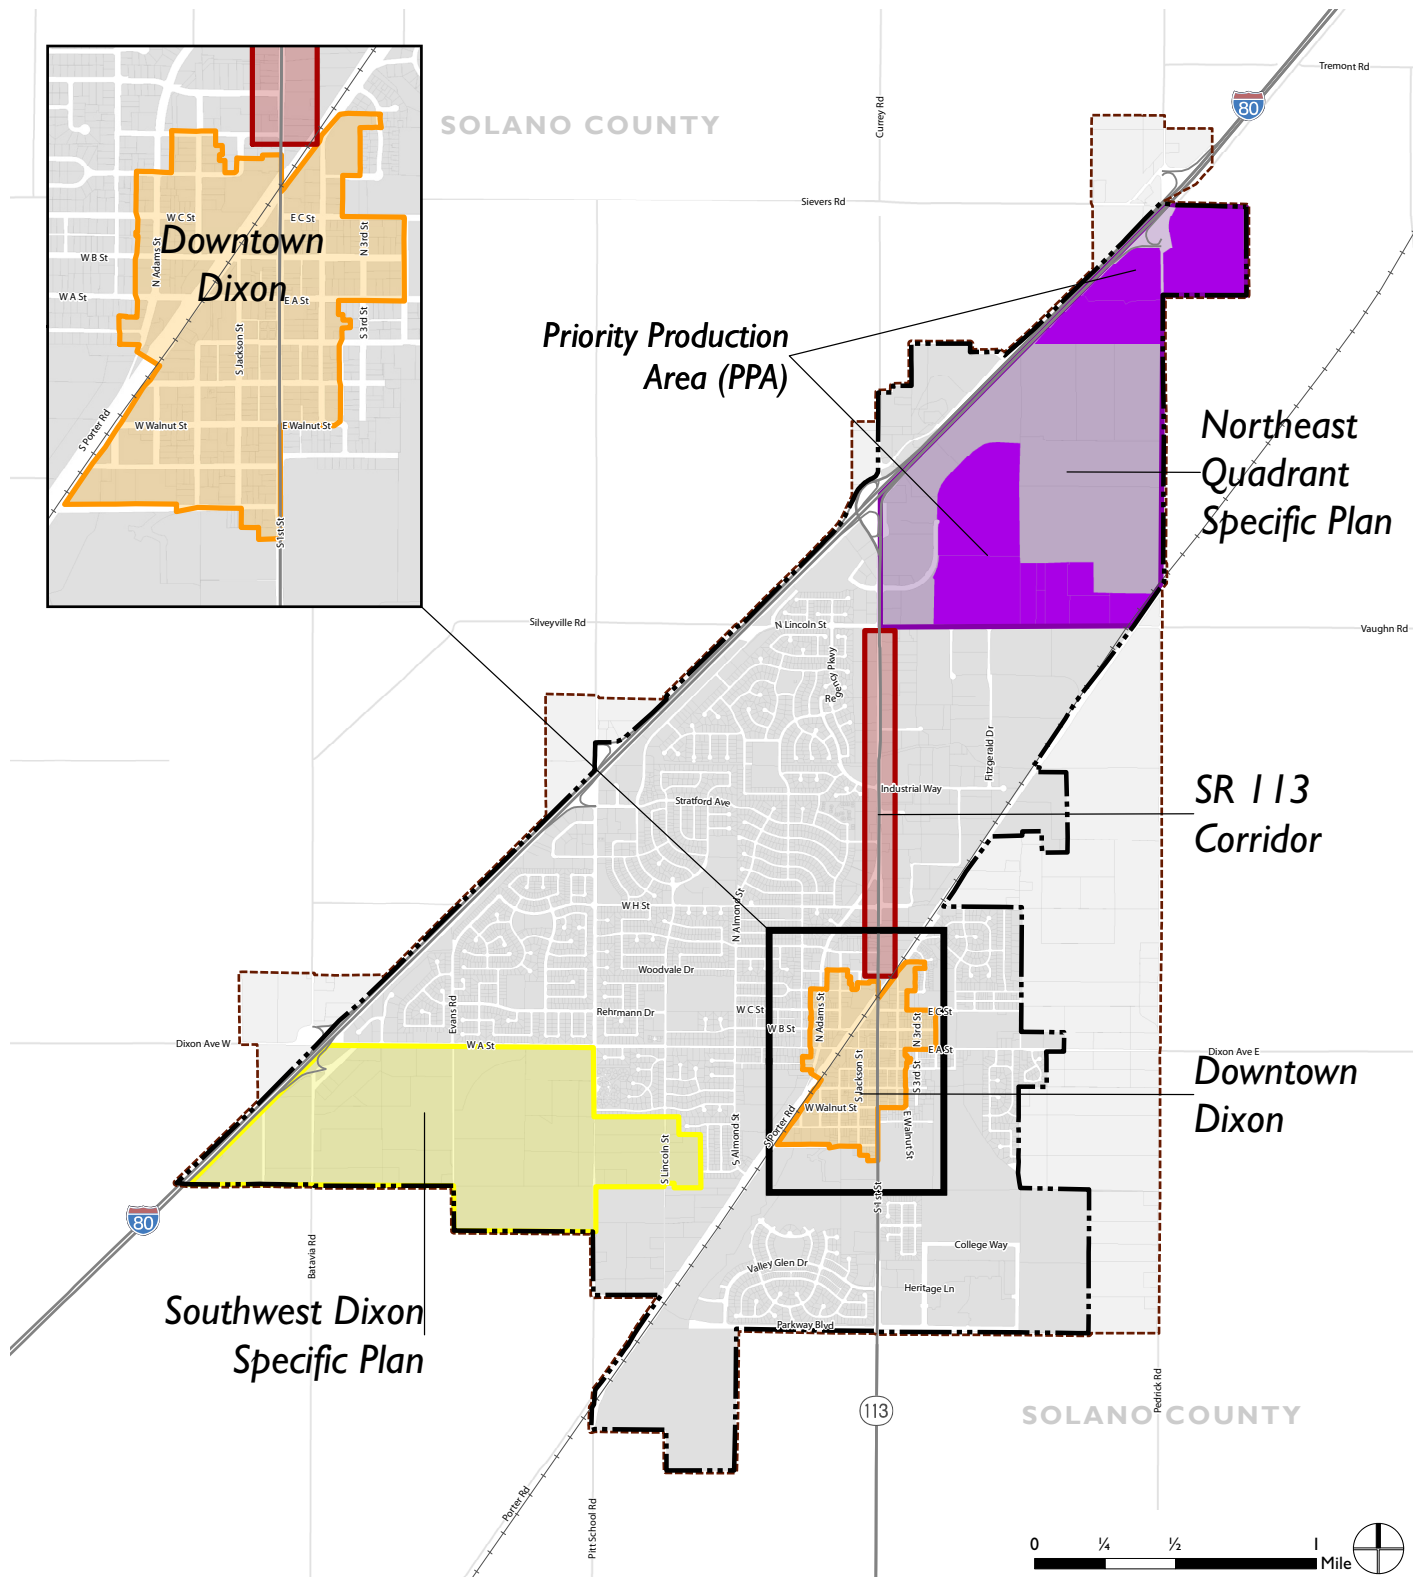 Tremont Rd
80
SOLANO COUNTY
Currey Rd
Sievers Rd
W C St
E C St
N 3rd St
N Adams St
Downtown
Dixon
W B St
W A St
E A St
S 3rd St
S Jackson St
S Porter Rd
W Walnut St
E Walnut St
S 1st St
Priority Production
Area (PPA)
Northeast
Quadrant
Specific Plan
Silveyville Rd
N Lincoln St
Vaughn Rd
Regency Pkwy
Fitzgerald Dr
Industrial Way
SR 113
Corridor
Stratford Ave
W H St
N Almond St
Woodvale Dr
Evans Rd
Rehrmann Dr
W C St
W B St
N Adams St
N 3rd St
E C St
Dixon Ave W
W A St
E A St
Dixon Ave E
S Jackson St
S 3rd St
Downtown
Dixon
W Walnut St
E Walnut St
S Porter Rd
S Almond St
S Lincoln St
S 1st St
80
Batavia Rd
College Way
Valley Glen Dr
Heritage Ln
Parkway Blvd
Southwest Dixon
Specific Plan
Pedrick Rd
113
SOLANO COUNTY
Porter Rd
Pitt School Rd
0 ¼ ½ 1
Mile